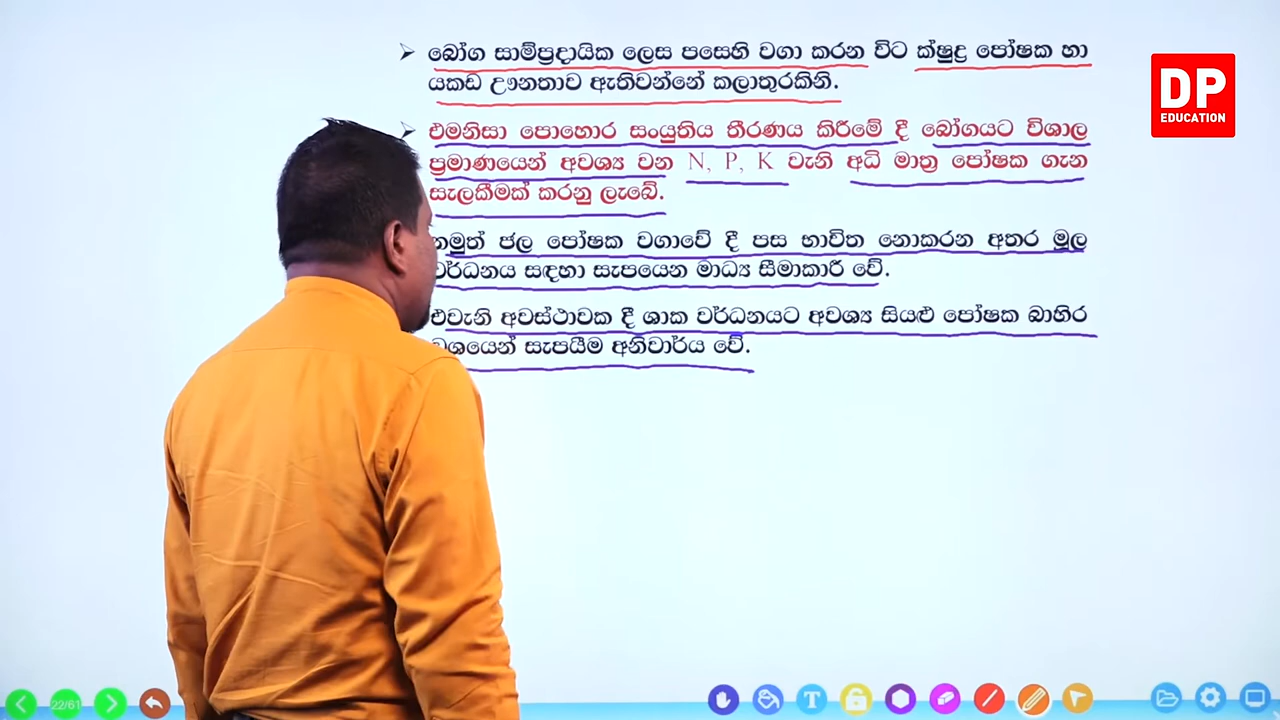 බෝග සාම්ප්‍රදායික ලෙස පසෙහි වගා කරන විට ක්ෂුද්‍ර පෝෂක හා
යකඩ ඌනතාව ඇතිවන්නේ කලාතුරකිනි.
එමනිසා පොහොර සංයුතිය තීරණය කිරීමේ දී බෝගයට විශාල
ප්‍රමාණයෙන් අවශ්‍ය වන N, P, K වැනි අධි මාත්‍ර පෝෂක ගැන
සැලකීමක් කරනු ලැබේ.
නමුත් ජල පෝෂක වගාවේ දී පස භාවිත නොකරන අතර මූල
වර්ධනය සඳහා සැපයෙන මාධ්‍ය සීමාකාරී වේ.
එවැනි අවස්ථාවක දී ශාක වර්ධනයට අවශ්‍ය සියළු පෝෂක බාහිර
වශයෙන් සැපයීම අනිවාර්ය වේ.
DP
EDUCATION
22/61